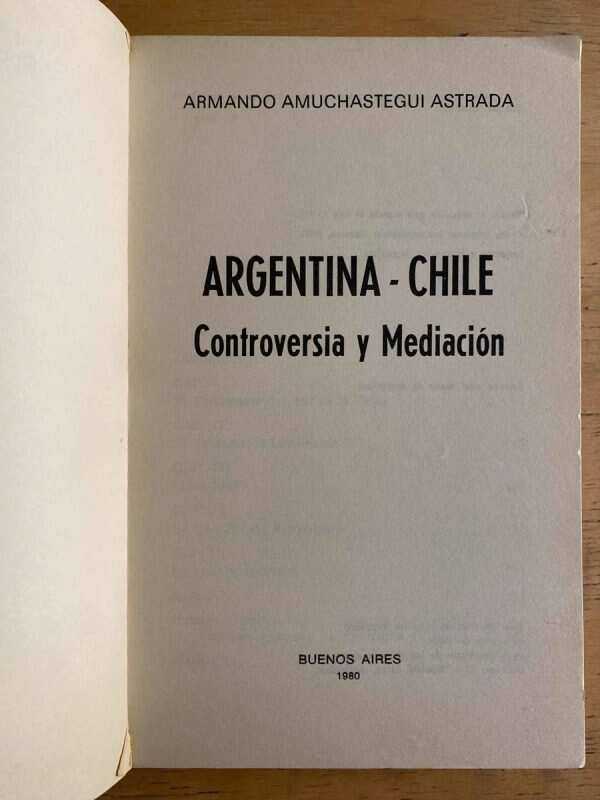 ARMANDO AMUCHASTEGUI ASTRADA
ARGENTINA - CHILE
Controversia y Mediación
BUENOS AIRES
1980